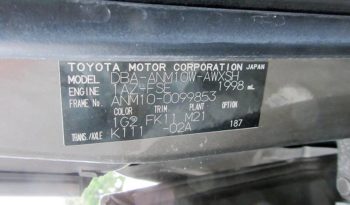 TOYOTA MOTOR CORPORATION JAPAN
MODEL DBA-ANM10W-AWXSH
ENGINE 1AZ-FSE 1998 mL
FRAME No. ANM10-0099853
COLOR TRIM PLANT
1G2 FK11 M21
TRANS./AXLE K111 -02A 187